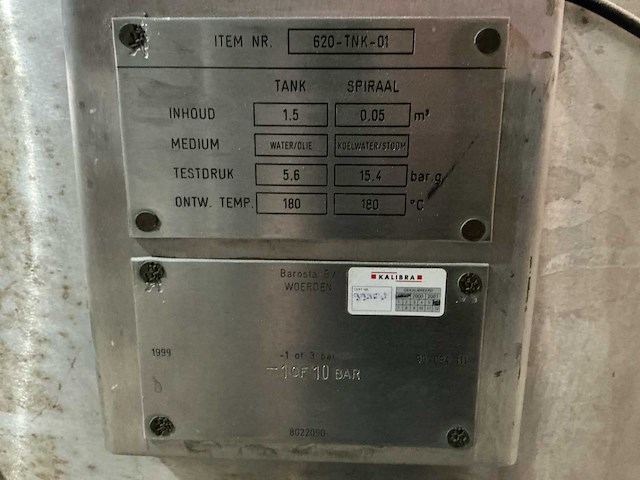 ITEM NR. 620-TNK-01
TANK SPIRAAL
INHOUD 1.5 0.05 m³
MEDIUM WATER/OLIE KOELWATER/STOOM
TESTDRUK 5,6 15,4 bar.g
ONTW. TEMP. 180 180 °C
WOERDEN
KALIBRA
1999
-1 of 3 bar
-1 OF 10 BAR
8022090